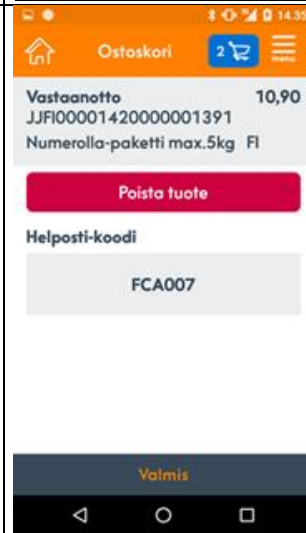 14.35
Ostoskori
2
menu
Vastaanotto 10,90
JJFI00001420000001391
Numerolla-paketti max.5kg FI
Poista tuote
Helposti-koodi
FCA007
Valmis